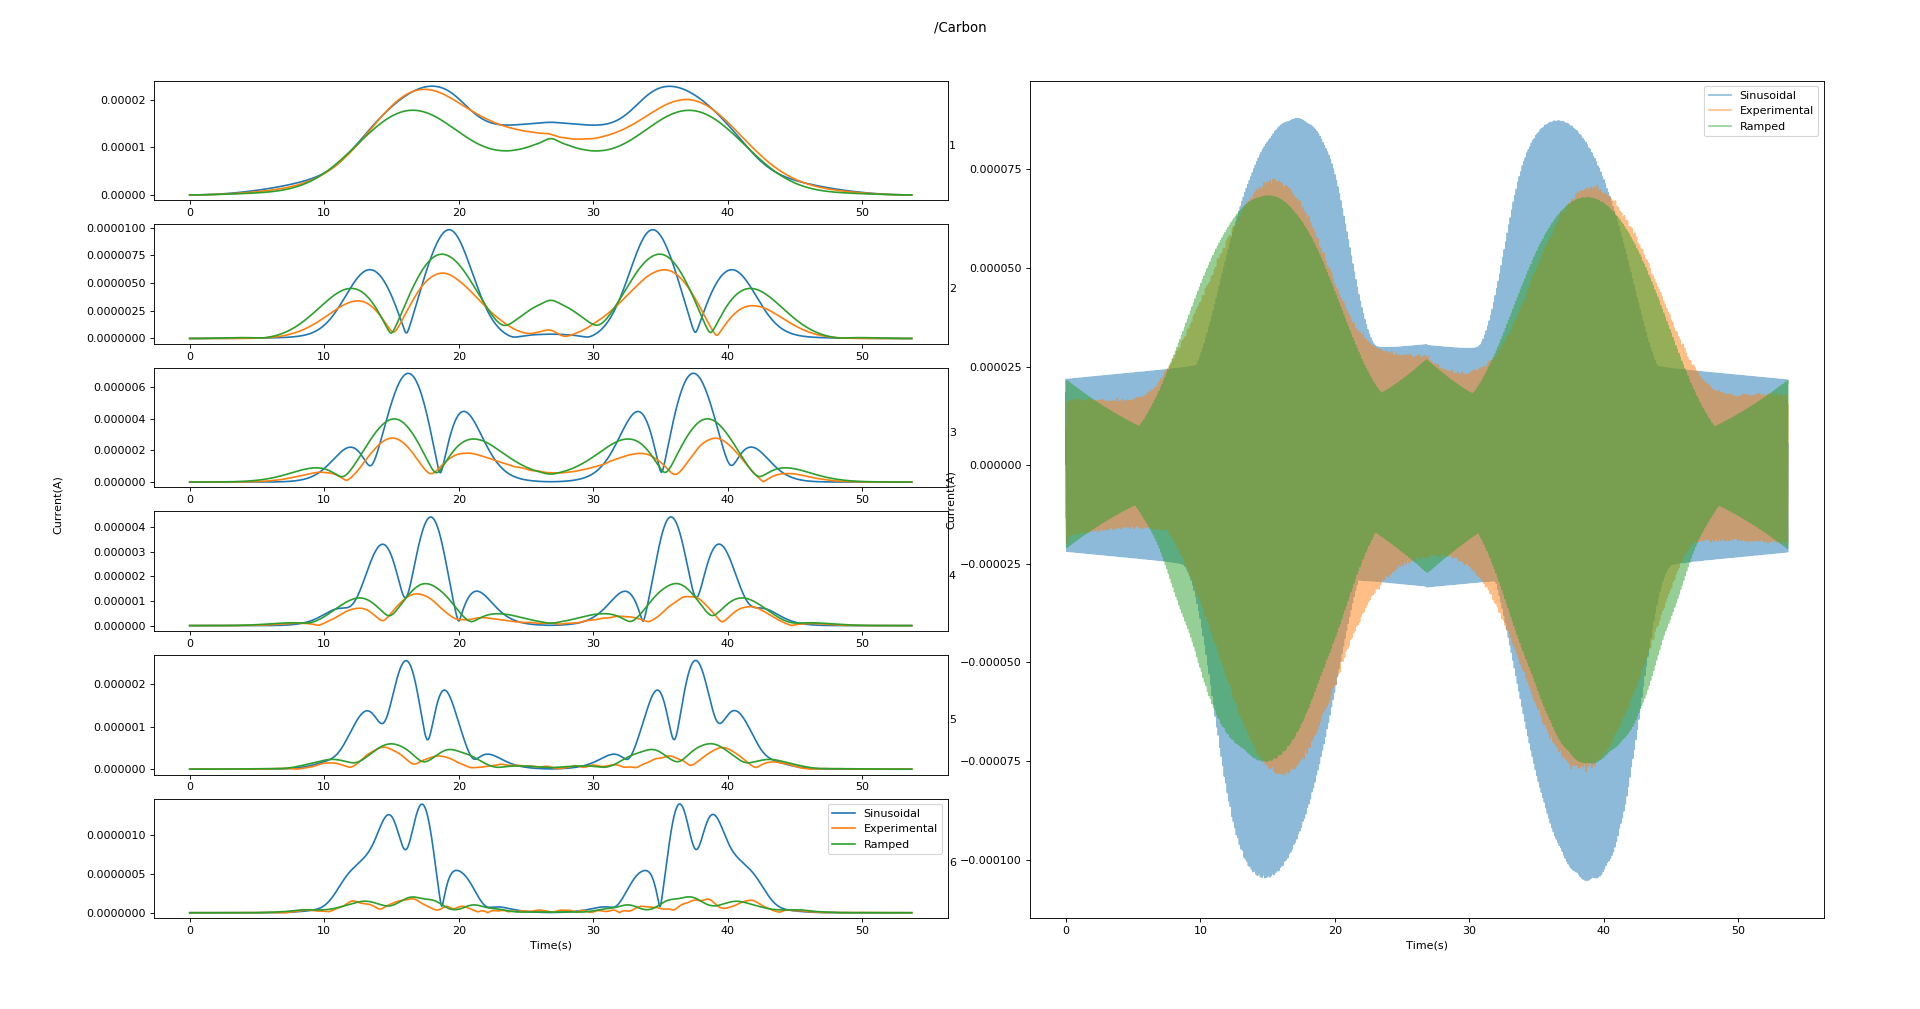 /Carbon
0.00002
0.00001
0.00000
0 10 20 30 40 50
1
0.0000100
0.0000075
0.0000050
0.0000025
0.0000000
0 10 20 30 40 50
2
0.000006
0.000004
0.000002
0.000000
0 10 20 30 40 50
3
Current(A)
0.000004
0.000003
0.000002
0.000001
0.000000
0 10 20 30 40 50
4
0.000002
0.000001
0.000000
0 10 20 30 40 50
5
0.0000010
0.0000005
0.0000000
Sinusoidal
Experimental
Ramped
0 10 20 30 40 50
6
Time(s)
Sinusoidal
Experimental
Ramped
Current(A)
0.000075
0.000050
0.000025
0.000000
−0.000025
−0.000050
−0.000075
−0.000100
0 10 20 30 40 50
Time(s)